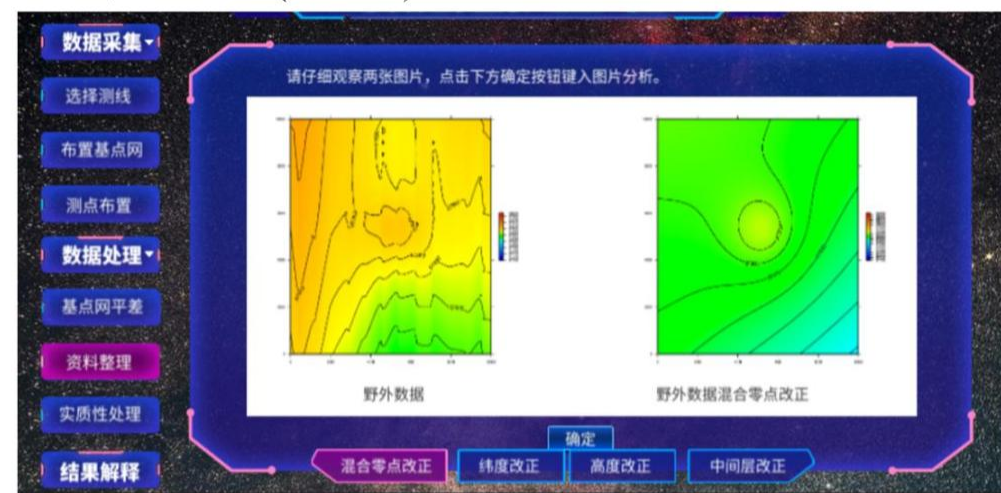 数据采集
选择测线
布置基点网
测点布置
数据处理
基点网平差
资料整理
实质性处理
结果解释
请仔细观察两张图片，点击下方确定按钮键入图片分析。
野外数据
野外数据混合零点改正
确定
混合零点改正
纬度改正
高度改正
中间层改正